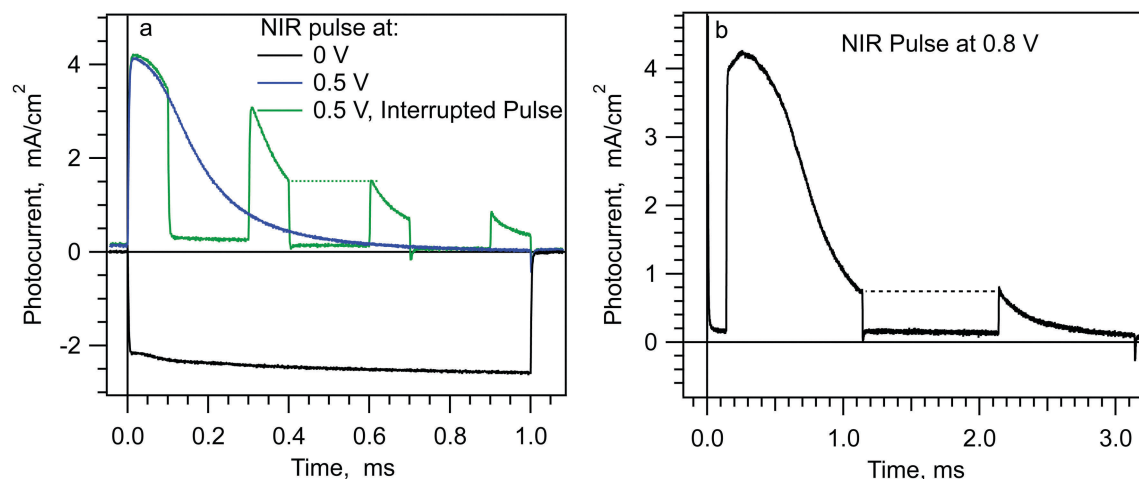 a
NIR pulse at:
0 V
0.5 V
0.5 V, Interrupted Pulse
Photocurrent, mA/cm²
4
2
0
-2
0.0 0.2 0.4 0.6 0.8 1.0
Time, ms
b
NIR Pulse at 0.8 V
Photocurrent, mA/cm²
4
3
2
1
0
0.0 1.0 2.0 3.0
Time, ms